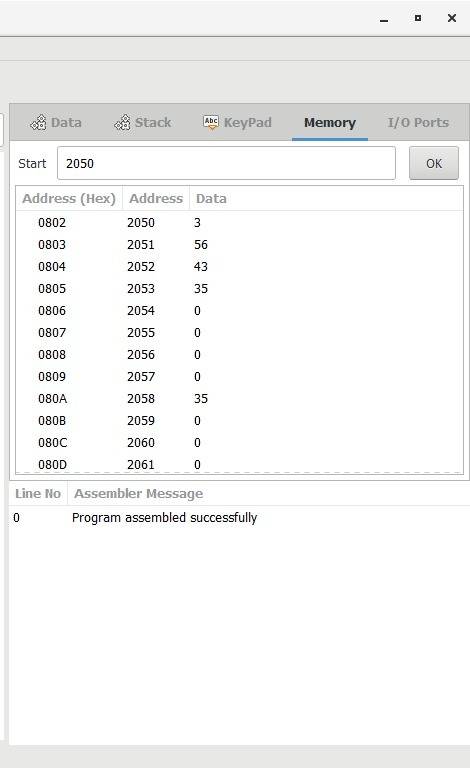 Data Stack Abc KeyPad Memory I/O Ports
Start 2050 OK
Address (Hex) Address Data
0802 2050 3
0803 2051 56
0804 2052 43
0805 2053 35
0806 2054 0
0807 2055 0
0808 2056 0
0809 2057 0
080A 2058 35
080B 2059 0
080C 2060 0
080D 2061 0
Line No Assembler Message
0 Program assembled successfully